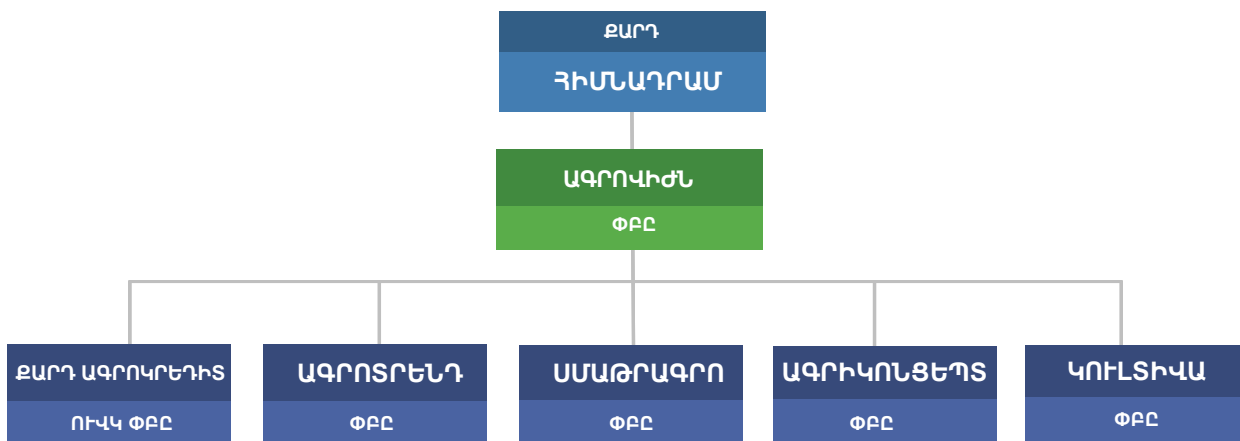 ՔԱՐԴ
ՀԻՄՆԱԴՐԱՄ
ԱԳՐՈՎԻԺՆ
ՓԲԸ
ՔԱՐԴ ԱԳՐՈԿՐԵԴԻՏ
ՈՒՎԿ ՓԲԸ
ԱԳՐՈՏՐԵՆԴ
ՓԲԸ
ՍՄԱԹՐԱԳՐՈ
ՓԲԸ
ԱԳՐԻԿՈՆՑԵՊՏ
ՓԲԸ
ԿՈՒԼՏԻՎԱ
ՓԲԸ